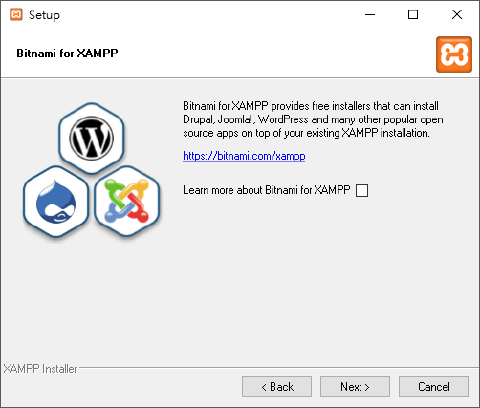 Setup
Bitnami for XAMPP
Bitnami for XAMPP provides free installers that can install
Drupal, Joomla!, WordPress and many other popular open
source apps on top of your existing XAMPP installation.
https://bitnami.com/xampp
Learn more about Bitnami for XAMPP
XAMPP Installer
< Back
Next >
Cancel